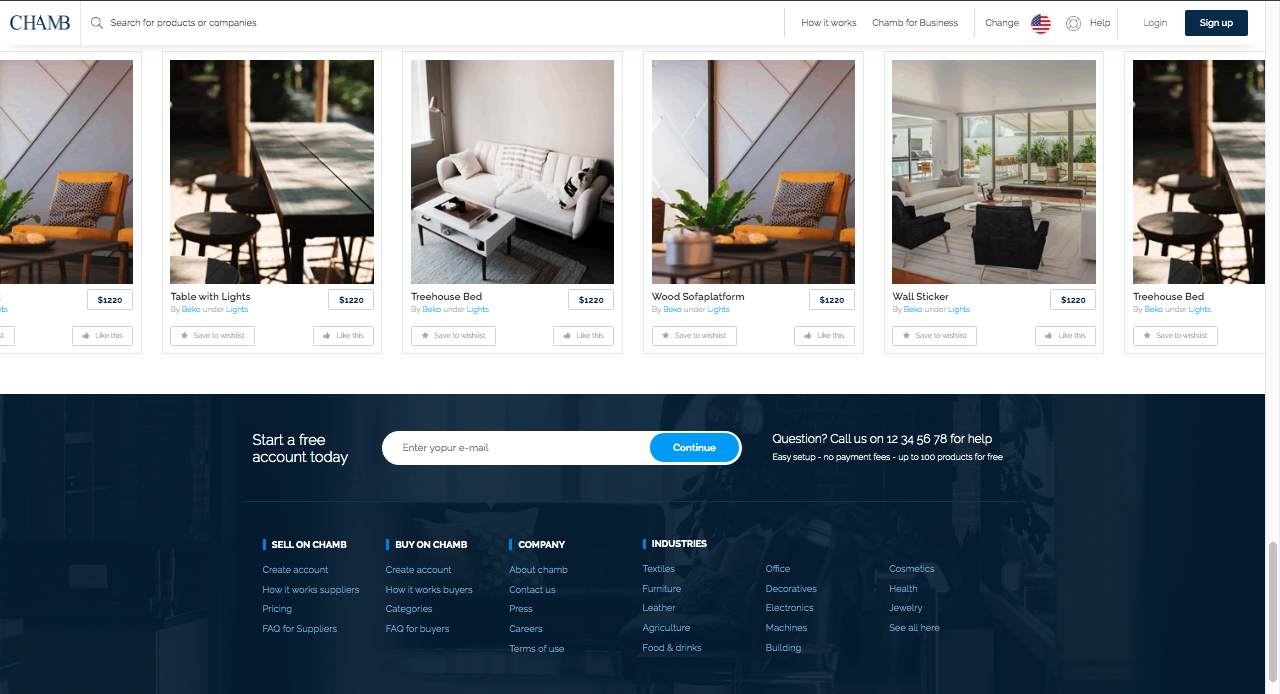 CHAMB
Search for products or companies
How it works
Chamb for Business
Change
Help
Login
Sign up
$1220
Like this
Table with Lights
$1220
By Beko under Lights
Save to wishlist
Like this
Treehouse Bed
$1220
By Beko under Lights
Save to wishlist
Like this
Wood Sofaplatform
$1220
By Beko under Lights
Save to wishlist
Like this
Wall Sticker
$1220
By Beko under Lights
Save to wishlist
Like this
Treehouse Bed
By Beko under Lights
Save to wishlist
Start a free
account today
Enter yopur e-mail
Continue
Question? Call us on 12 34 56 78 for help
Easy setup - no payment fees - up to 100 products for free
SELL ON CHAMB
Create account
How it works suppliers
Pricing
FAQ for Suppliers
BUY ON CHAMB
Create account
How it works buyers
Categories
FAQ for buyers
COMPANY
About chamb
Contact us
Press
Careers
Terms of use
INDUSTRIES
Textiles
Furniture
Leather
Agriculture
Food & drinks
Office
Decoratives
Electronics
Machines
Building
Cosmetics
Health
Jewelry
See all here